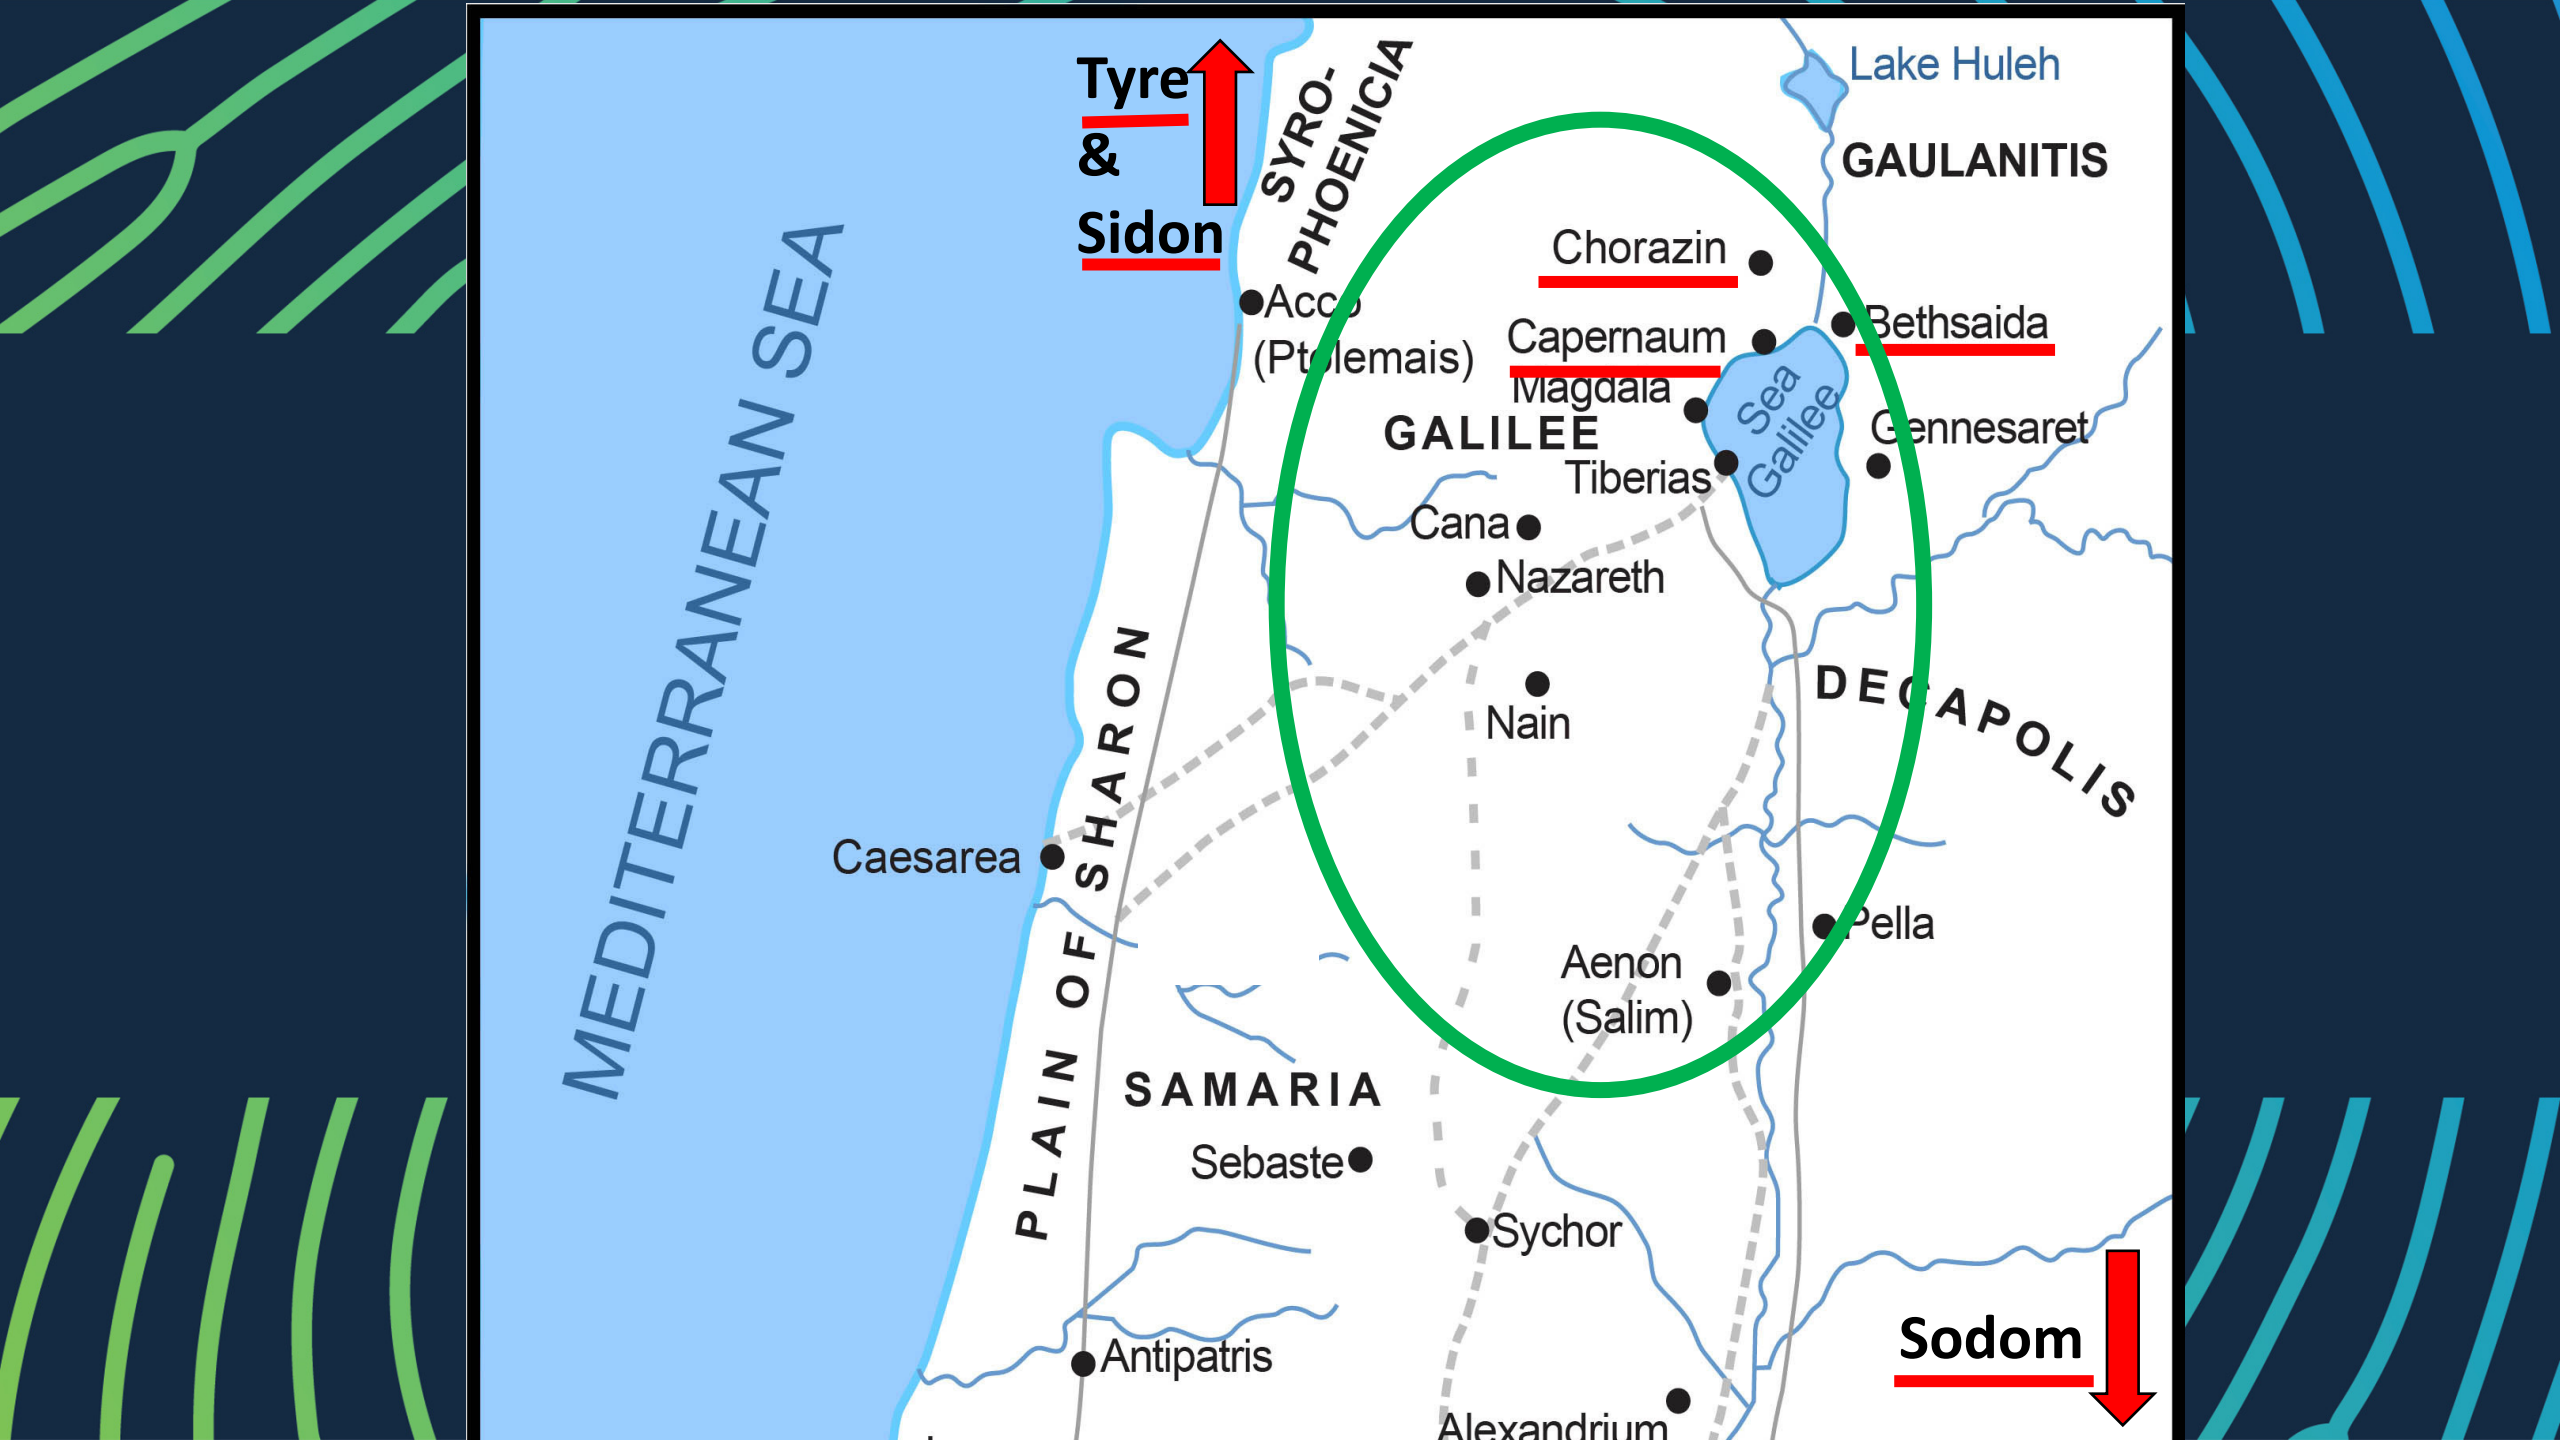 Tyre
&
Sidon
SYRO-
PHOENICIA
Lake Huleh
GAULANITIS
Chorazin
Acco
(Ptolemais)
Capernaum
Bethsaida
Magdala
Sea
Galilee
GALILEE
Gennesaret
Tiberias
Cana
Nazareth
MEDITERRANEAN SEA
Nain
DECAPOLIS
Caesarea
PLAIN OF SHARON
Pella
Aenon
(Salim)
SAMARIA
Sebaste
Sychor
Sodom
Antipatris
Alexandrium